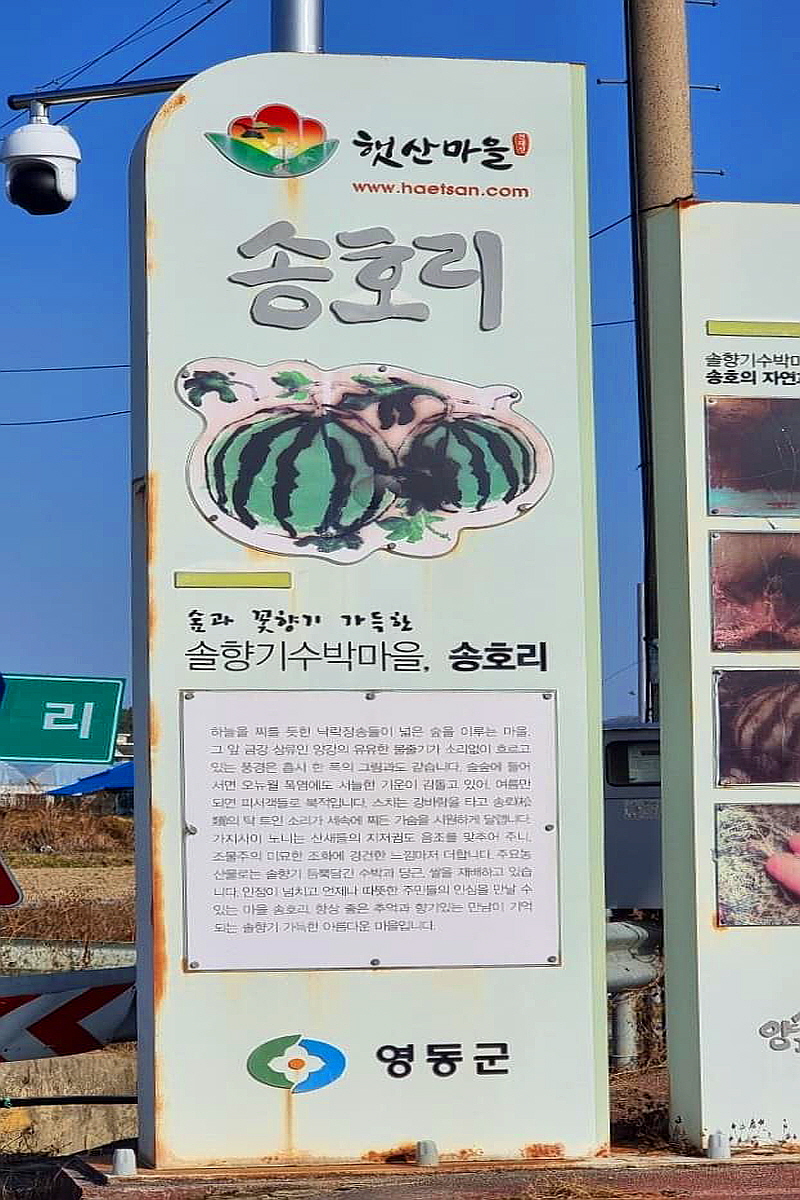 햇산마을
www.haetsan.com
송호리
숲과 꽃향기 가득한
솔향기수박마을, 송호리
하늘을 찌를 듯한 낙락장송들이 넓은 숲을 이루는 마을.
그 앞 금강 상류인 양강의 유유한 물줄기가 소리없이 흐르고
있는 풍경은 흡사 한 폭의 그림과도 같습니다. 솔숲에 들어
서면 오뉴월 폭염에도 서늘한 기운이 감돌고 있어, 여름만
되면 피서객들로 북적입니다. 스치는 강바람을 타고 송뢰(松
籟)의 탁 트인 소리가 세속에 찌든 가슴을 시원하게 달랩니다.
가지사이 노니는 산새들의 지저귐도 음조를 맞추어 주니,
조물주의 미묘한 조화에 경건한 느낌마저 더합니다. 주요농
산물로는 솔향기 듬뿍담긴 수박과 당근, 쌀을 재배하고 있습
니다. 인정이 넘치고 언제나 따뜻한 주민들의 인심을 만날 수
있는 마을 송호리, 항상 좋은 추억과 향기있는 만남이 기억
되는 솔향기 가득한 아름다운 마을입니다.
영동군
리
솔향기수박마
송호의 자연